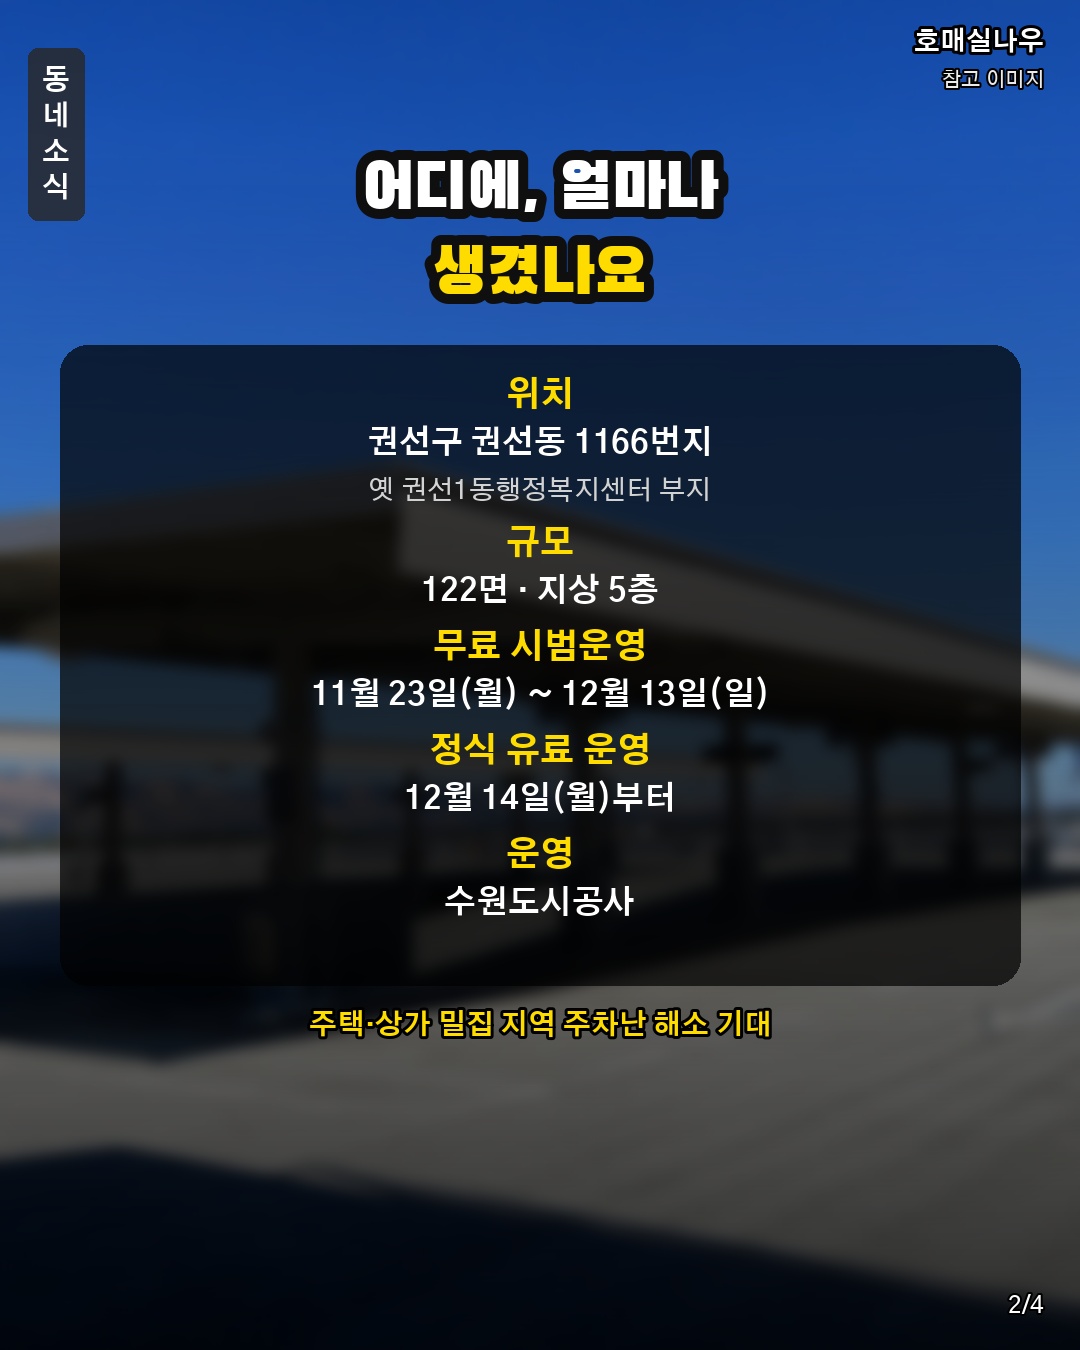 동네소식
호매실나우
참고 이미지
어디에, 얼마나
생겼나요
위치
권선구 권선동 1166번지
옛 권선1동행정복지센터 부지
규모
122면 · 지상 5층
무료 시범운영
11월 23일(월) ~ 12월 13일(일)
정식 유료 운영
12월 14일(월)부터
운영
수원도시공사
주택·상가 밀집 지역 주차난 해소 기대
2/4